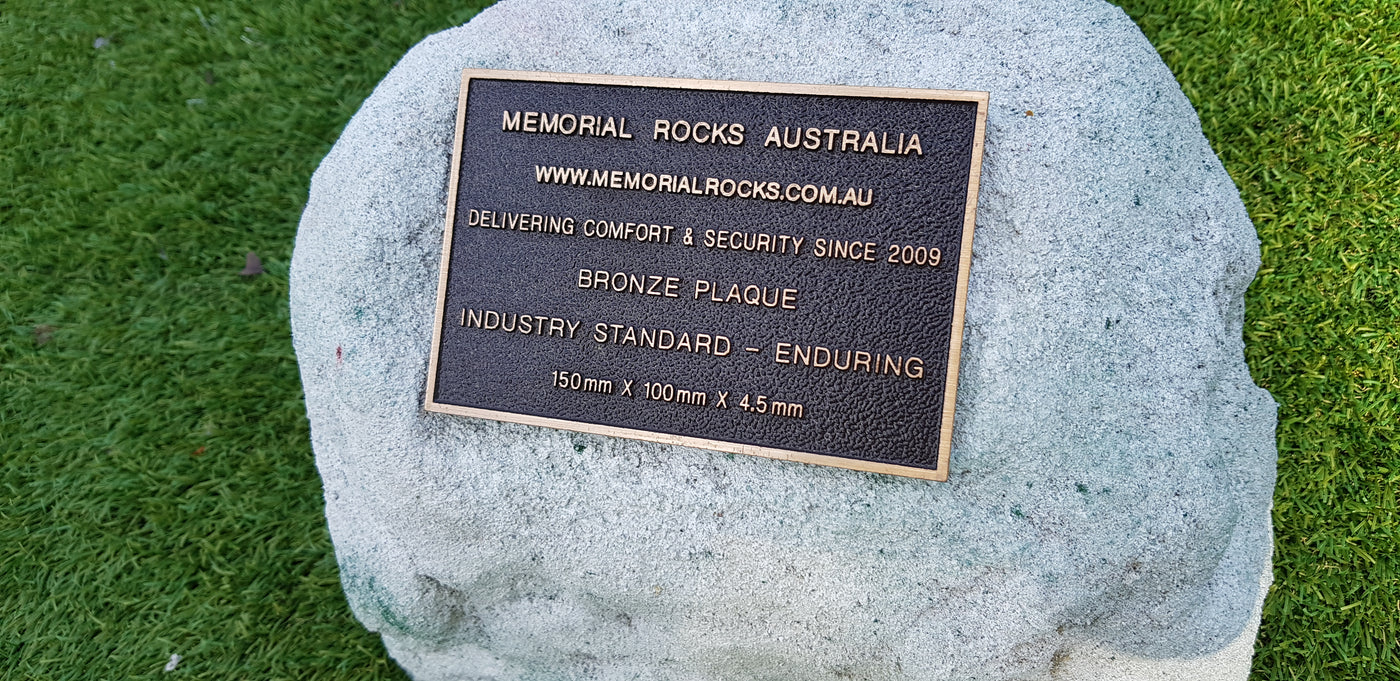 MEMORIAL ROCKS AUSTRALIA
WWW.MEMORIALROCKS.COM.AU
DELIVERING COMFORT & SECURITY SINCE 2009
BRONZE PLAQUE
INDUSTRY STANDARD – ENDURING
150mm X 100mm X 4.5mm